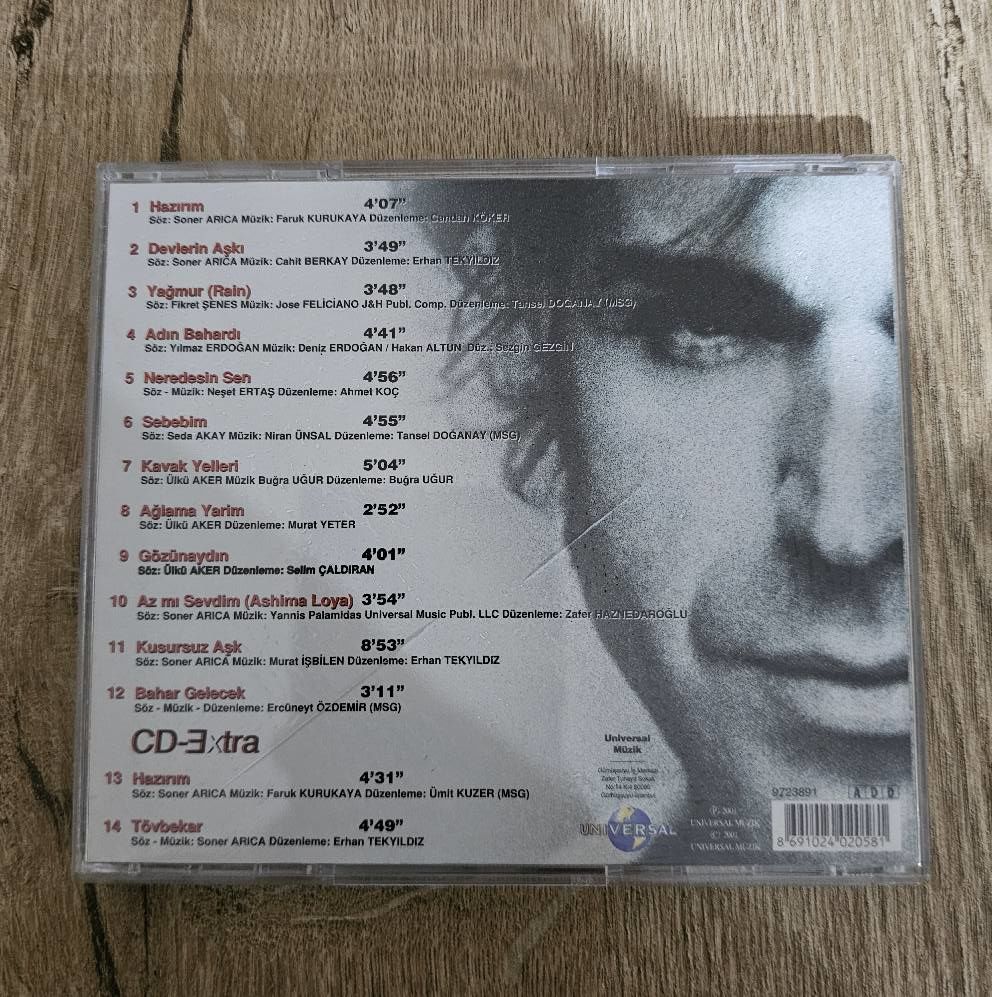 1 Hazırım 4'07"
Söz: Soner ARICA Müzik: Faruk KURUKAYA Düzenleme: Candan KÖKER
2 Devlerin Aşkı 3'49"
Söz: Soner ARICA Müzik: Cahit BERKAY Düzenleme: Erhan TEKYILDIZ
3 Yağmur (Rain) 3'48"
Söz: Fikret ŞENES Müzik: Jose FELICIANO J&H Publ. Comp. Düzenleme: Tansel DOĞANAY (MSG)
4 Adın Bahardı 4'41"
Söz: Yılmaz ERDOĞAN Müzik: Deniz ERDOĞAN / Hakan ALTUN Düz.: Sezgin GEZGİN
5 Neredesin Sen 4'56"
Söz - Müzik: Neşet ERTAŞ Düzenleme: Ahmet KOÇ
6 Sebebim 4'55"
Söz: Seda AKAY Müzik: Niran ÜNSAL Düzenleme: Tansel DOĞANAY (MSG)
7 Kavak Yelleri 5'04"
Söz: Ülkü AKER Müzik Buğra UĞUR Düzenleme: Buğra UĞUR
8 Ağlama Yarim 2'52"
Söz: Ülkü AKER Düzenleme: Murat YETER
9 Gözünaydın 4'01"
Söz: Ülkü AKER Düzenleme: Selim ÇALDIRAN
10 Az mı Sevdim (Ashima Loya) 3'54"
Söz: Soner ARICA Müzik: Yannis Palamidas Universal Music Publ. LLC Düzenleme: Zafer HAZNEDAROĞLU
11 Kusursuz Aşk 8'53"
Söz: Soner ARICA Müzik: Murat İŞBİLEN Düzenleme: Erhan TEKYILDIZ
12 Bahar Gelecek 3'11"
Söz - Müzik - Düzenleme: Ercüneyt ÖZDEMİR (MSG)
CD-Extra
13 Hazırım 4'31"
Söz: Soner ARICA Müzik: Faruk KURUKAYA Düzenleme: Ümit KUZER (MSG)
14 Tövbekar 4'49"
Söz - Müzik: Soner ARICA Düzenleme: Erhan TEKYILDIZ
Universal
Müzik
Gümüşsuyu İş Merkezi
Gümüşsuyu-İstanbul
UNIVERSAL
℗ 2001
UNIVERSAL MÜZİK
© 2001
UNIVERSAL MÜZİK
9723891 A D D
8 691024 020581